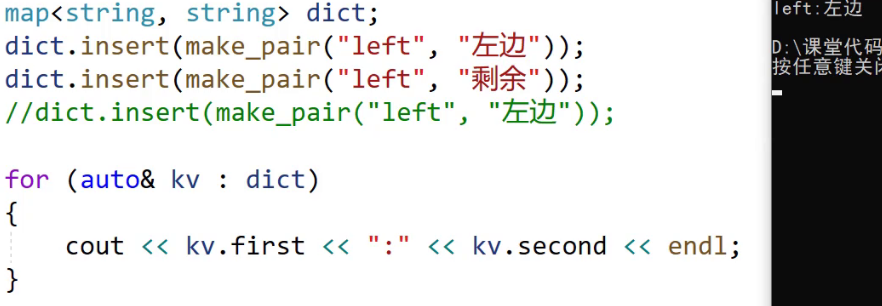 map<string, string> dict;
dict.insert(make_pair("left", "左边"));
dict.insert(make_pair("left", "剩余"));
//dict.insert(make_pair("left", "左边"));
for (auto& kv : dict)
{
cout << kv.first << ":" << kv.second << endl;
}
left:左边
D:\课堂代码
按任意键关闭